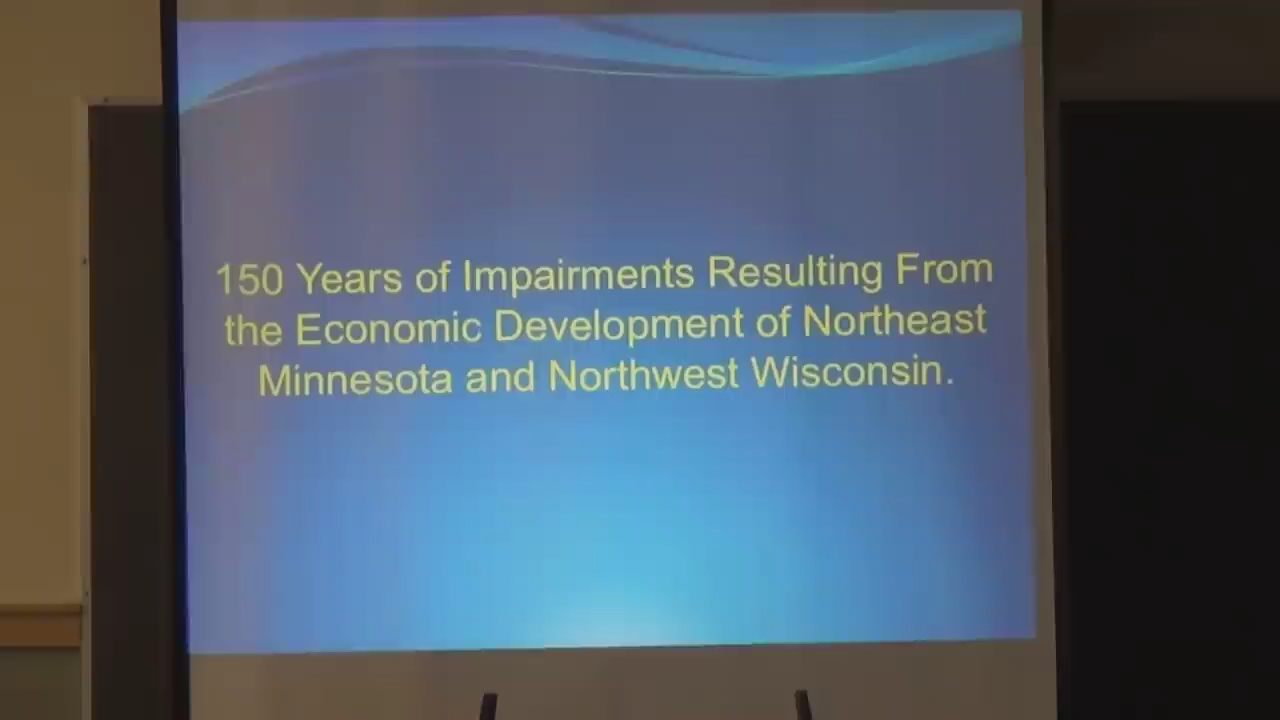 150 Years of Impairments Resulting From
the Economic Development of Northeast
Minnesota and Northwest Wisconsin.